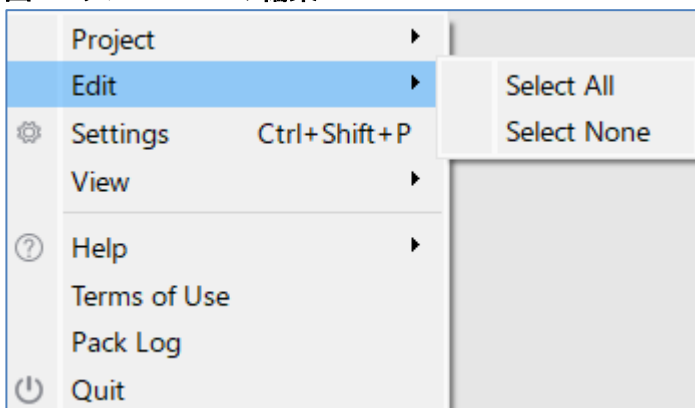 Project
Edit
Select All
Settings Ctrl+Shift+P
Select None
View
Help
Terms of Use
Pack Log
Quit